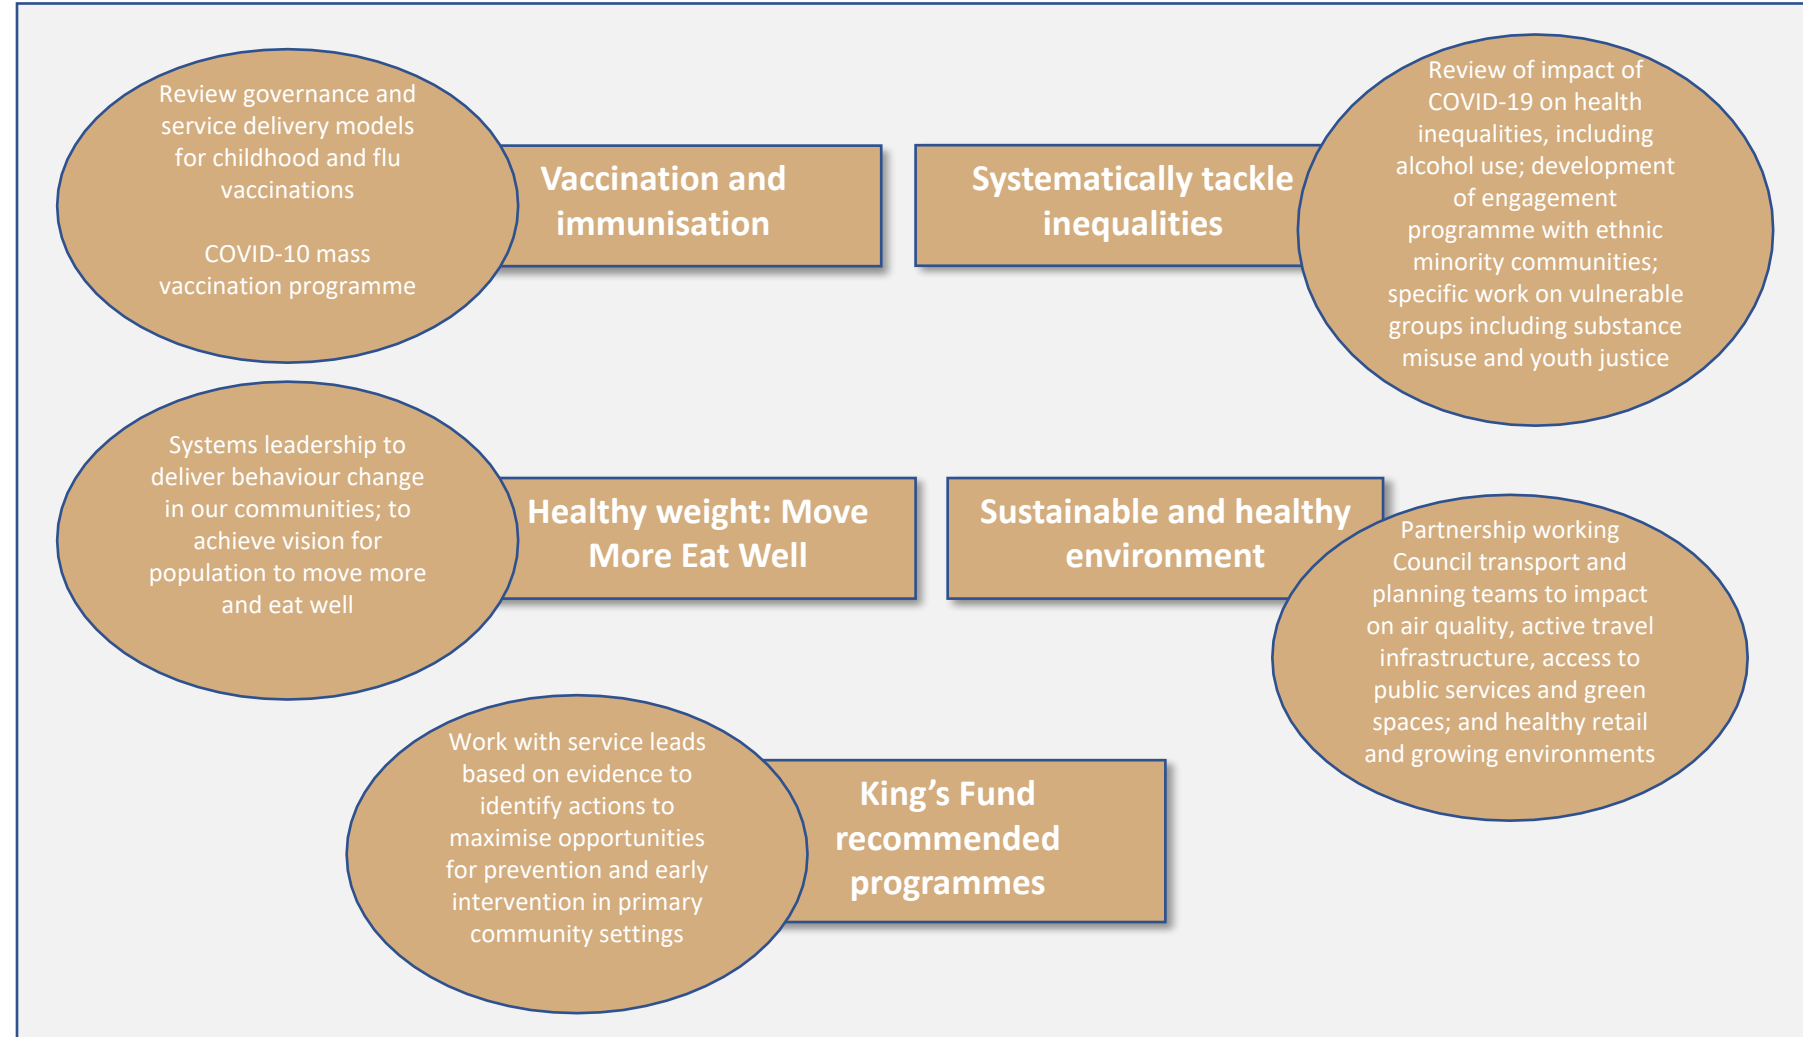 Review governance and
service delivery models
for childhood and flu
vaccinations
COVID-10 mass
vaccination programme
Vaccination and
immunisation
Systematically tackle
inequalities
Review of impact of
COVID-19 on health
inequalities, including
alcohol use; development
of engagement
programme with ethnic
minority communities;
specific work on vulnerable
groups including substance
misuse and youth justice
Systems leadership to
deliver behaviour change
in our communities; to
achieve vision for
population to move more
and eat well
Healthy weight: Move
More Eat Well
Sustainable and healthy
environment
Partnership working
Council transport and
planning teams to impact
on air quality, active travel
infrastructure, access to
public services and green
spaces; and healthy retail
and growing environments
Work with service leads
based on evidence to
identify actions to
maximise opportunities
for prevention and early
intervention in primary
community settings
King’s Fund
recommended
programmes